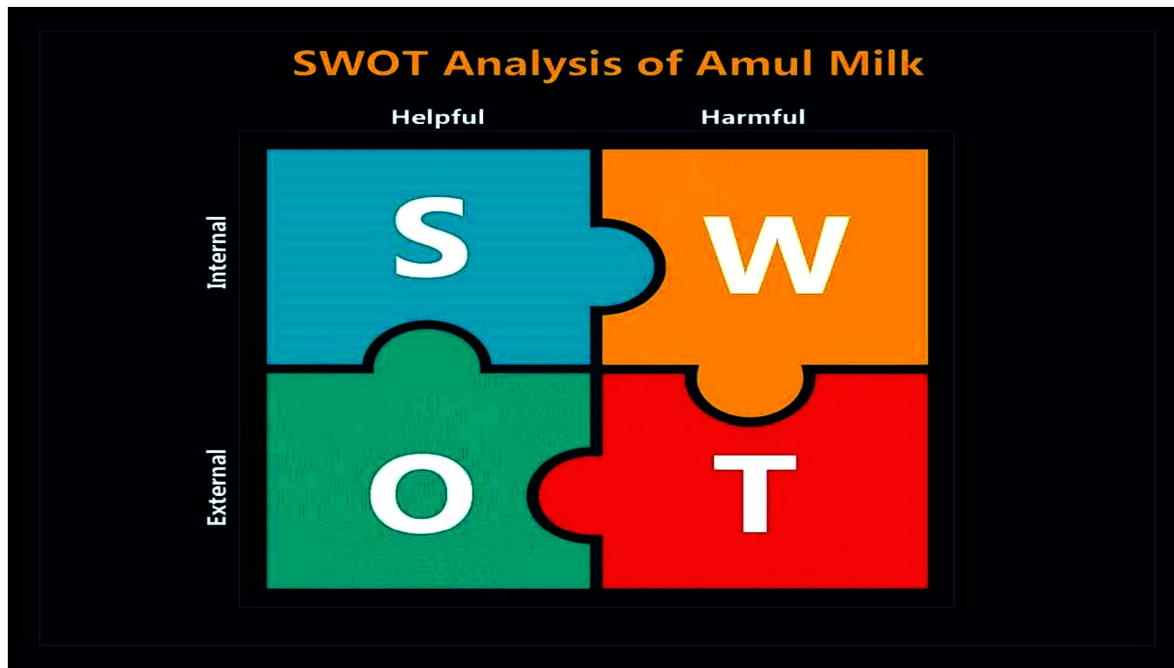 SWOT Analysis of Amul Milk
Helpful Harmful
Internal
S W
External
O T